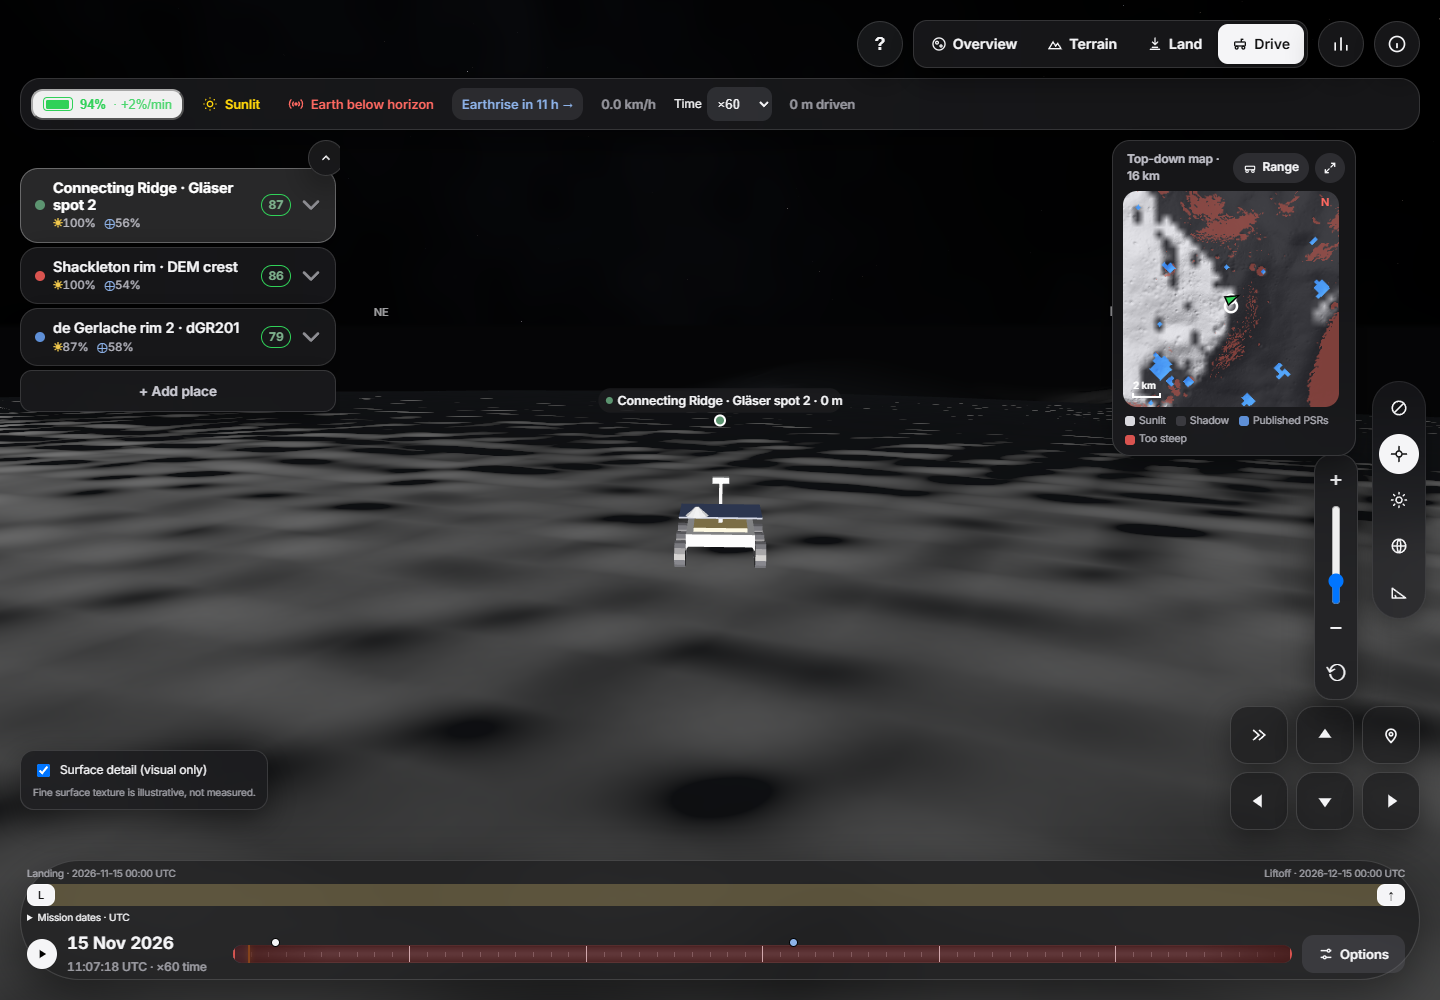 ?
Overview
Terrain
Land
Drive
94% · +2%/min
Sunlit
Earth below horizon
Earthrise in 11 h →
0.0 km/h
Time
×60
0 m driven
Connecting Ridge · Gläser
spot 2
100% 56%
87
Shackleton rim · DEM crest
100% 54%
86
de Gerlache rim 2 · dGR201
87% 58%
79
+ Add place
NE
Top-down map ·
16 km
Range
N
2 km
Sunlit
Shadow
Published PSRs
Too steep
Connecting Ridge · Gläser spot 2 · 0 m
+
−
Surface detail (visual only)
Fine surface texture is illustrative, not measured.
Landing · 2026-11-15 00:00 UTC
Liftoff · 2026-12-15 00:00 UTC
L
↑
Mission dates · UTC
15 Nov 2026
11:07:18 UTC · ×60 time
Options